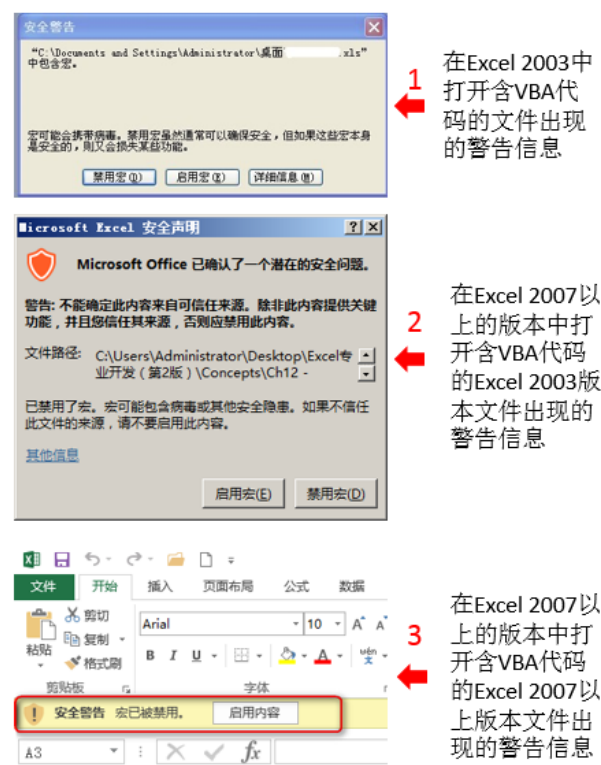 安全警告
“C:\Documents and Settings\Administrator\桌面 .xls”
中包含宏。
宏可能会携带病毒。禁用宏虽然通常可以确保安全，但如果这些宏本身
是安全的，则又会损失某些功能。
禁用宏(D) 启用宏(E) 详细信息(M)
1
在Excel 2003中
打开含VBA代
码的文件出现
的警告信息
Microsoft Excel 安全声明
Microsoft Office 已确认了一个潜在的安全问题。
警告: 不能确定此内容来自可信任来源。除非此内容提供关键
功能，并且您信任其来源，否则应禁用此内容。
文件路径: C:\Users\Administrator\Desktop\Excel专
业开发（第2版）\Concepts\Ch12 -
已禁用了宏。宏可能包含病毒或其他安全隐患。如果不信任
此文件的来源，请不要启用此内容。
其他信息
启用宏(E) 禁用宏(D)
2
在Excel 2007以
上的版本中打
开含VBA代码
的Excel 2003版
本文件出现的
警告信息
文件 开始 插入 页面布局 公式 数据
剪切
复制
格式刷
粘贴
剪贴板
Arial 10 A A
B I U A wén 文
字体
安全警告 宏已被禁用。 启用内容
A3 fx
3
在Excel 2007以
上的版本中打
开含VBA代码
的Excel 2007以
上版本文件出
现的警告信息